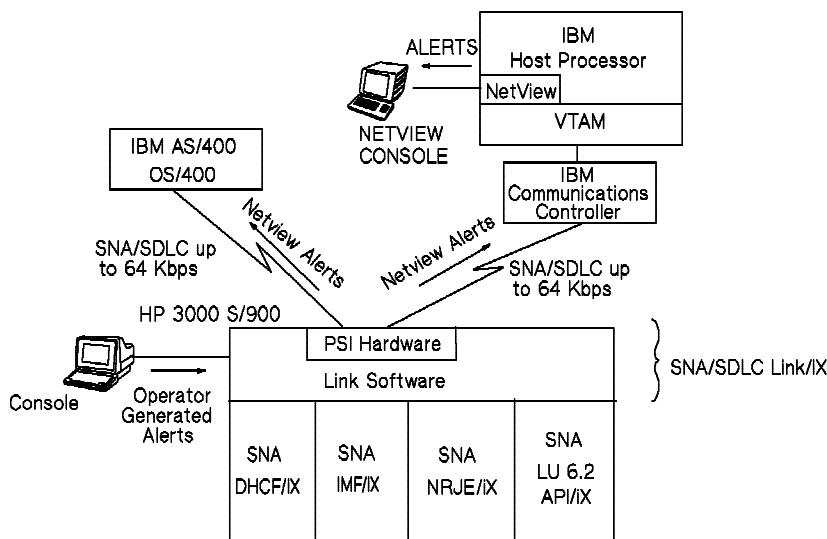 IBM
Host Processor
NetView
VTAM
ALERTS
NETVIEW
CONSOLE
IBM AS/400
OS/400
IBM
Communications
Controller
Netview Alerts
Netview Alerts
SNA/SDLC up
to 64 Kbps
SNA/SDLC up
to 64 Kbps
HP 3000 S/900
PSI Hardware
Link Software
SNA/SDLC LInk/IX
Console
Operator
Generated
Alerts
SNA
DHCF/IX
SNA
IMF/IX
SNA
NRJE/iX
SNA
LU 6.2
API/iX